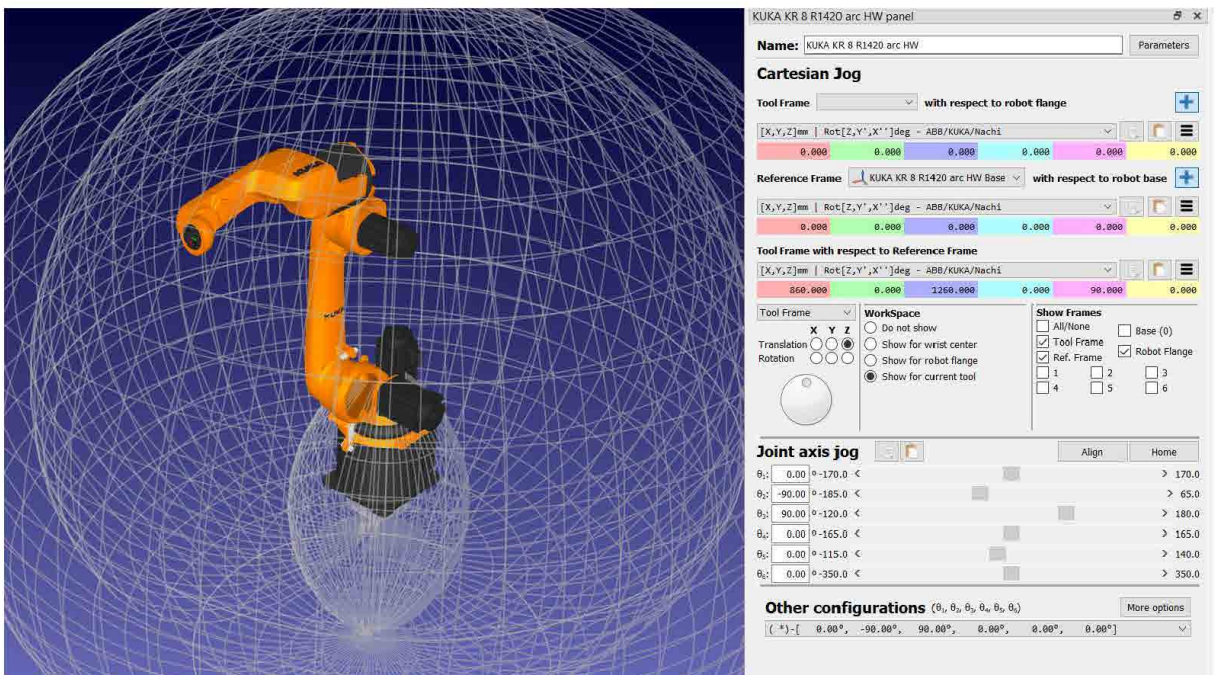 KUKA KR 8 R1420 arc HW panel
Name: KUKA KR 8 R1420 arc HW Parameters
Cartesian Jog
Tool Frame with respect to robot flange
[X,Y,Z]mm | Rot[Z,Y',X'']deg - ABB/KUKA/Nachi
0.000 0.000 0.000 0.000 0.000 0.000
Reference Frame KUKA KR 8 R1420 arc HW Base with respect to robot base
[X,Y,Z]mm | Rot[Z,Y',X'']deg - ABB/KUKA/Nachi
0.000 0.000 0.000 0.000 0.000 0.000
Tool Frame with respect to Reference Frame
[X,Y,Z]mm | Rot[Z,Y',X'']deg - ABB/KUKA/Nachi
860.000 0.000 1260.000 0.000 90.000 0.000
Tool Frame
X Y Z
Translation
Rotation
WorkSpace
Do not show
Show for wrist center
Show for robot flange
Show for current tool
Show Frames
All/None Base (0)
Tool Frame
Ref. Frame Robot Flange
1 2 3
4 5 6
Joint axis jog Align Home
θ₁: 0.00 º -170.0 < > 170.0
θ₂: -90.00 º -185.0 < > 65.0
θ₃: 90.00 º -120.0 < > 180.0
θ₄: 0.00 º -165.0 < > 165.0
θ₅: 0.00 º -115.0 < > 140.0
θ₆: 0.00 º -350.0 < > 350.0
Other configurations (θ₁, θ₂, θ₃, θ₄, θ₅, θ₆) More options
( *)-[ 0.00º, -90.00º, 90.00º, 0.00º, 0.00º, 0.00º]
KUKA